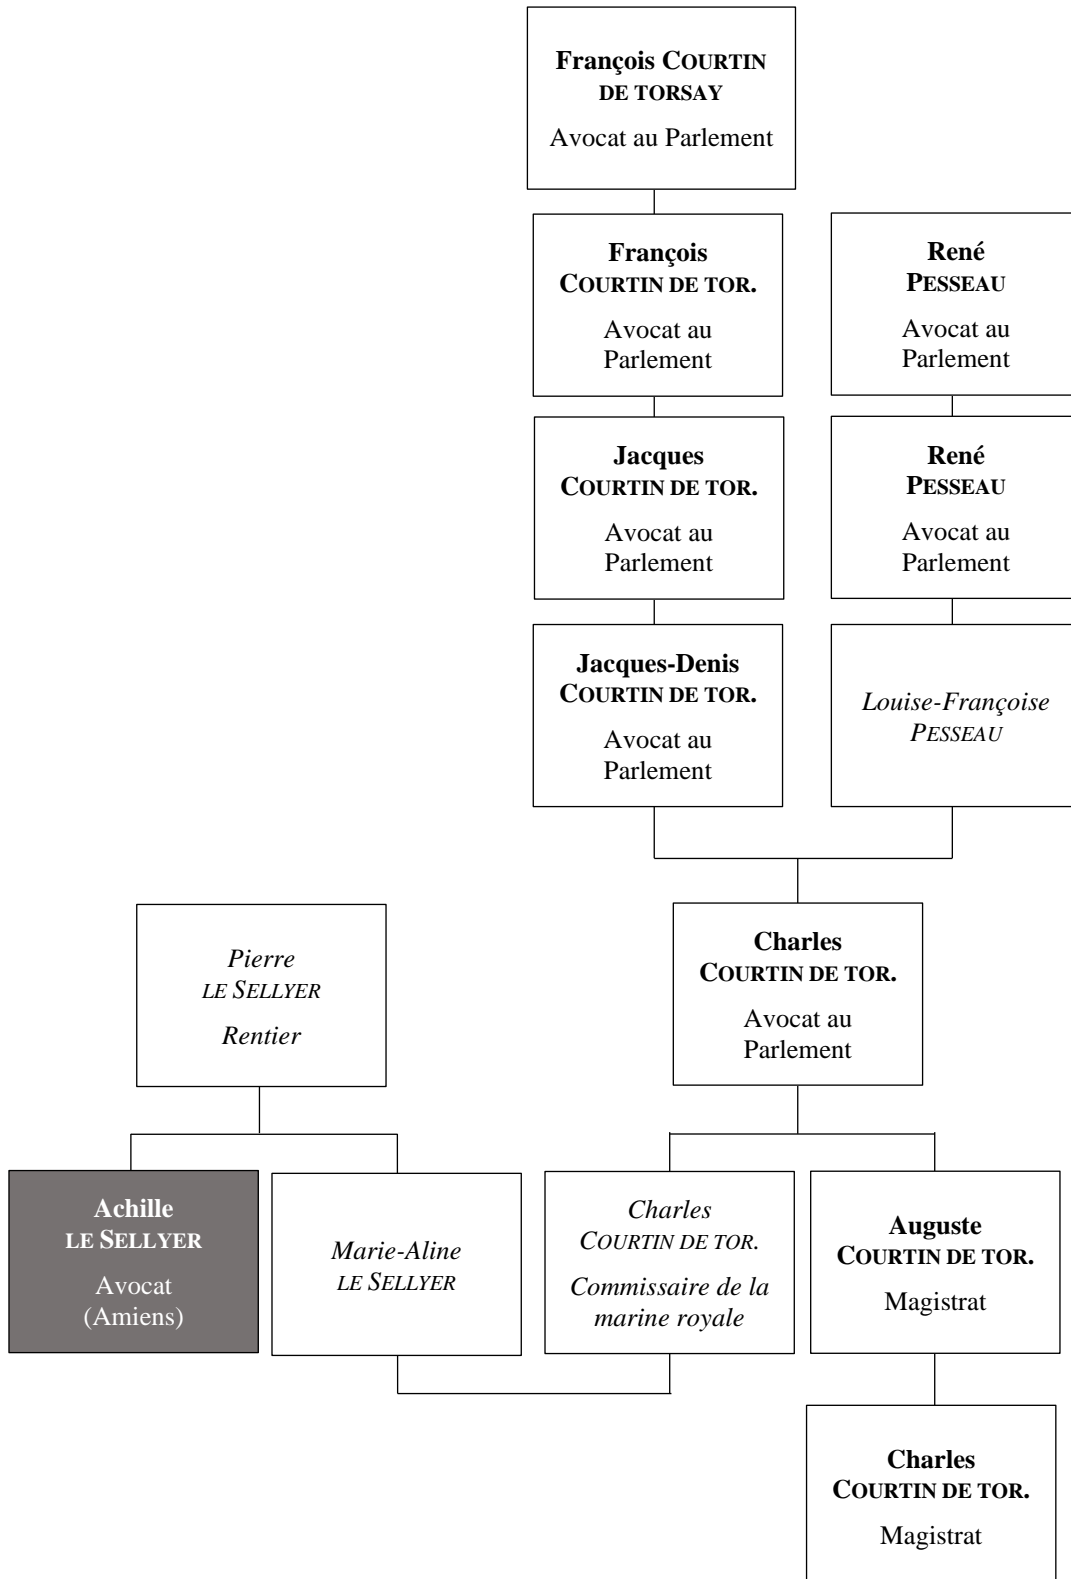 François COURTIN
DE TORSAY
Avocat au Parlement
François
COURTIN DE TOR.
Avocat au
Parlement
René
PESSEAU
Avocat au
Parlement
Jacques
COURTIN DE TOR.
Avocat au
Parlement
René
PESSEAU
Avocat au
Parlement
Jacques-Denis
COURTIN DE TOR.
Avocat au
Parlement
Louise-Françoise
PESSEAU
Pierre
LE SELLYER
Rentier
Charles
COURTIN DE TOR.
Avocat au
Parlement
Achille
LE SELLYER
Avocat
(Amiens)
Marie-Aline
LE SELLYER
Charles
COURTIN DE TOR.
Commissaire de la
marine royale
Auguste
COURTIN DE TOR.
Magistrat
Charles
COURTIN DE TOR.
Magistrat